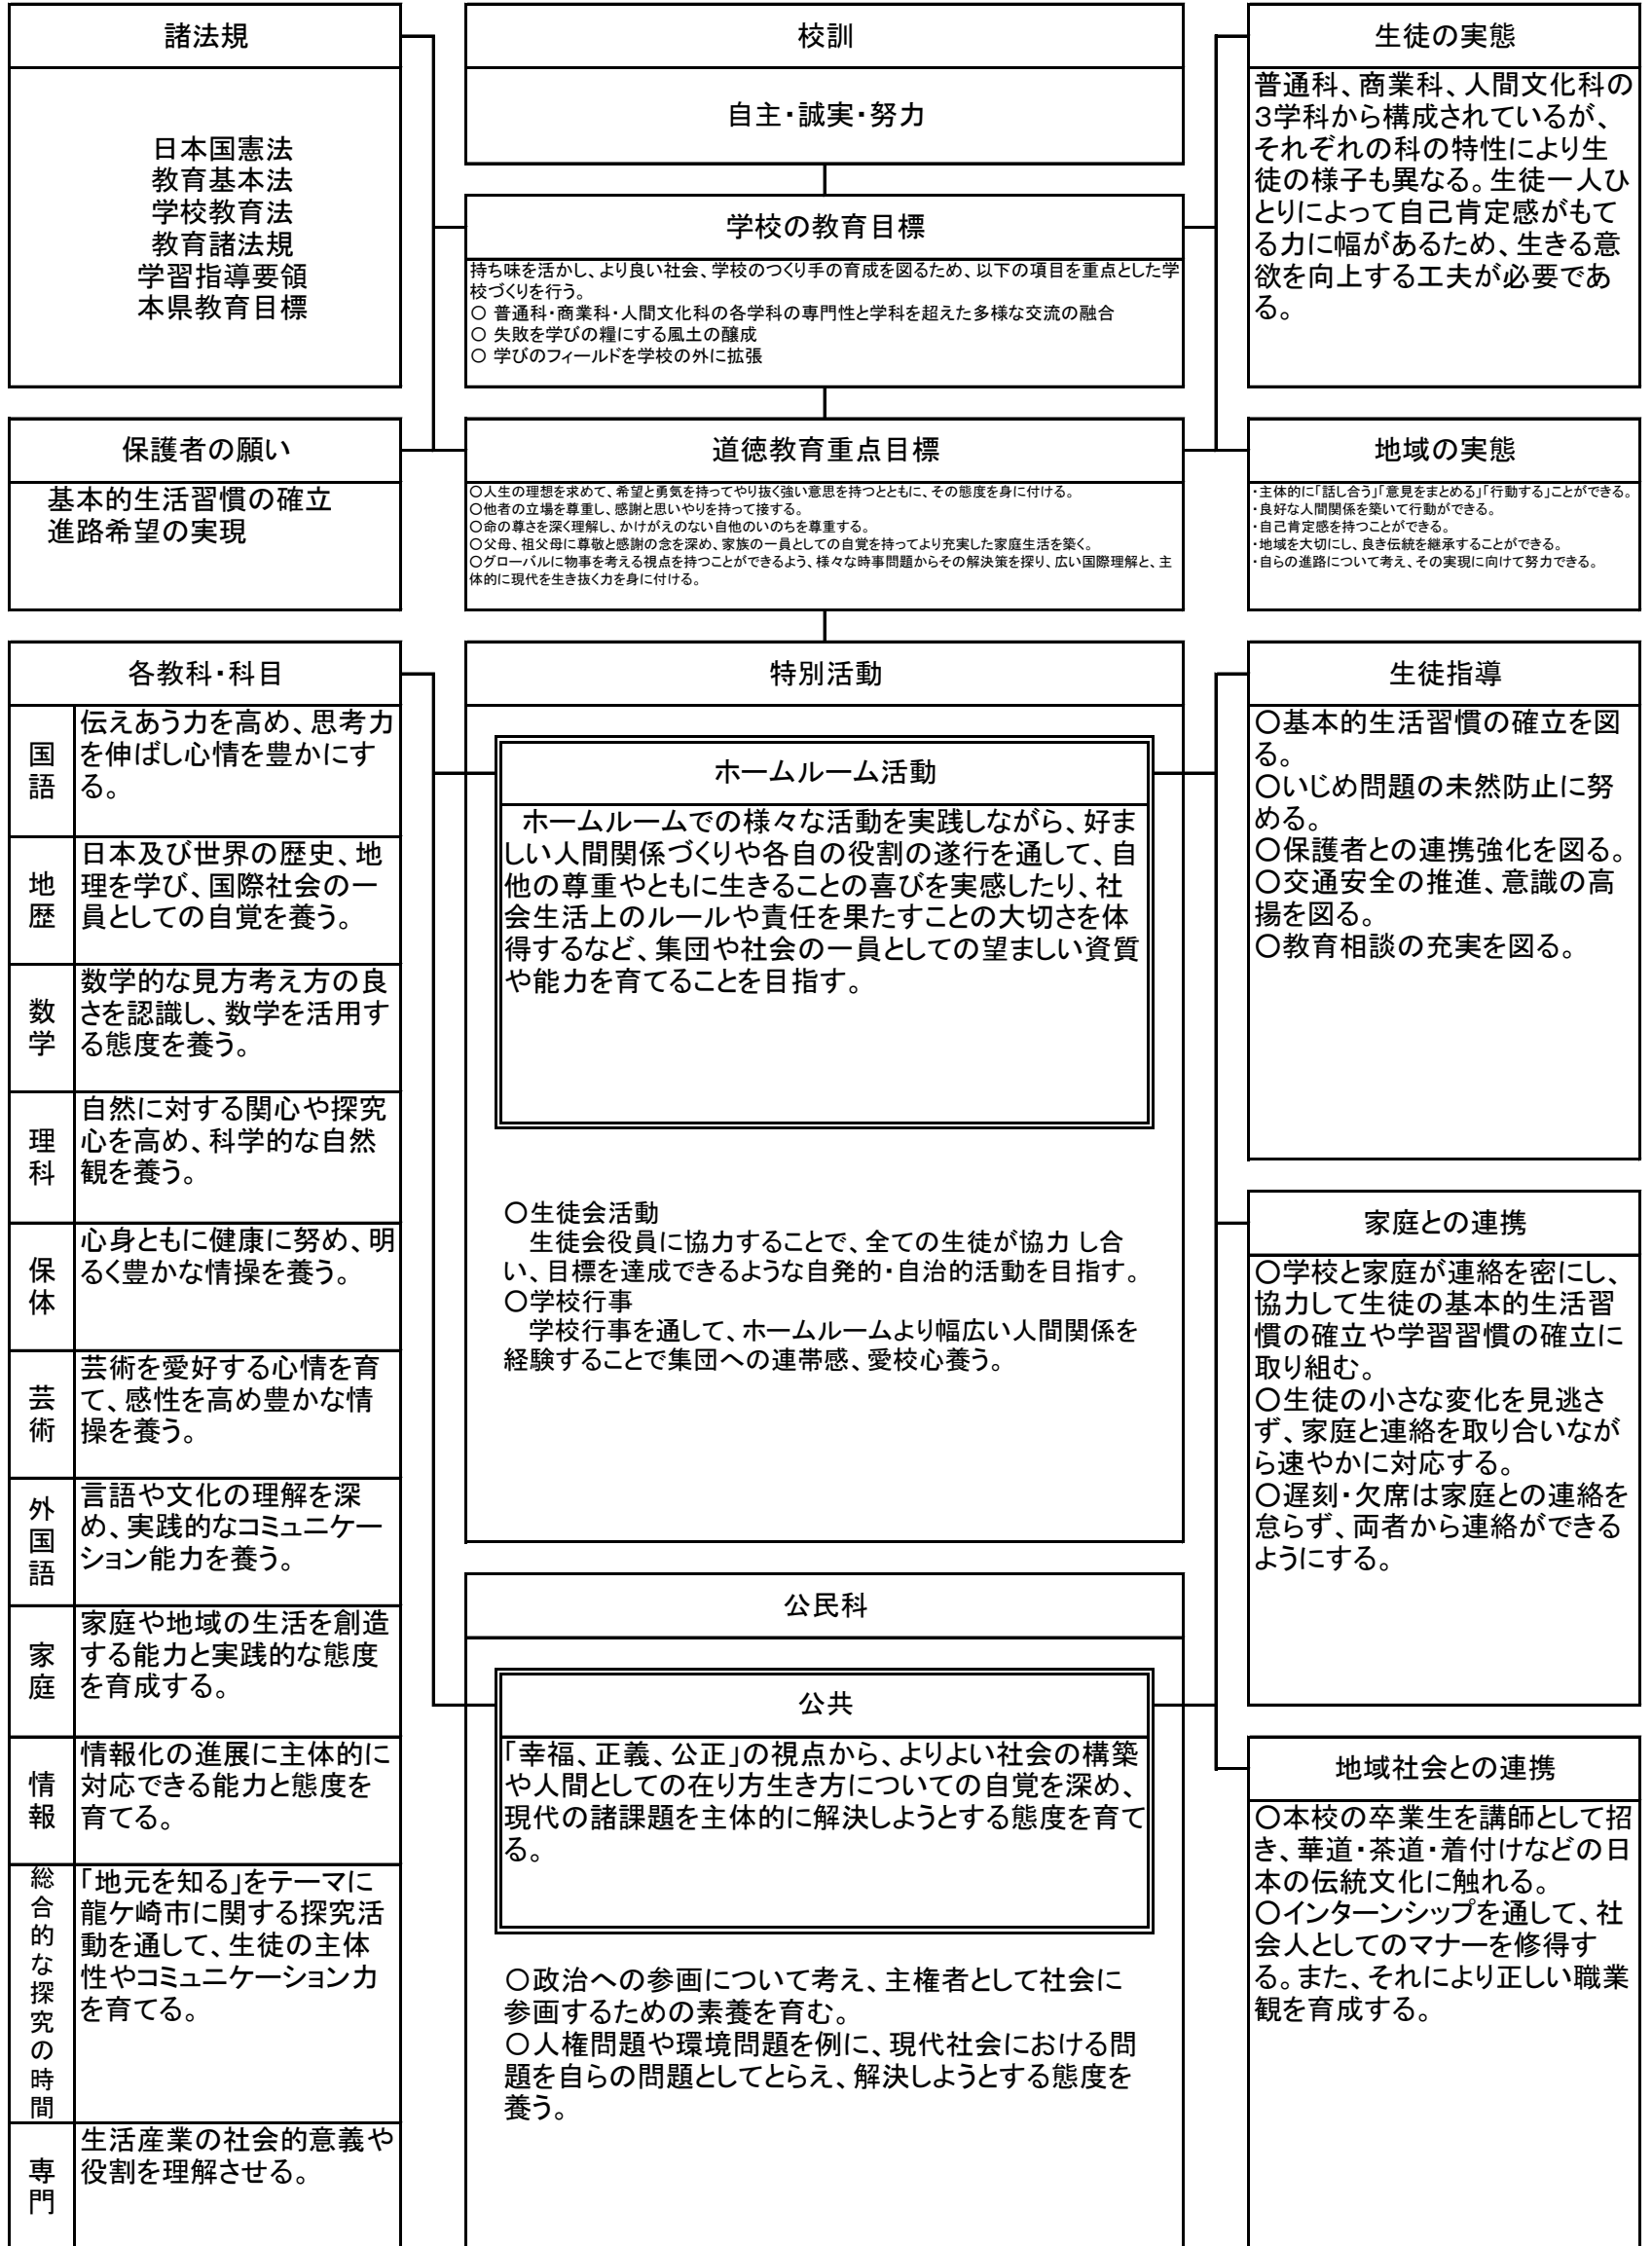 諸法規
日本国憲法
教育基本法
学校教育法
教育諸法規
学習指導要領
本県教育目標
校訓
自主・誠実・努力
学校の教育目標
持ち味を活かし、より良い社会、学校のつくり手の育成を図るため、以下の項目を重点とした学
校づくりを行う。
〇 普通科・商業科・人間文化科の各学科の専門性と学科を超えた多様な交流の融合
〇 失敗を学びの糧にする風土の醸成
〇 学びのフィールドを学校の外に拡張
生徒の実態
普通科、商業科、人間文化科の
3学科から構成されているが、
それぞれの科の特性により生
徒の様子も異なる。生徒一人ひ
とりによって自己肯定感がもて
る力に幅があるため、生きる意
欲を向上する工夫が必要であ
る。
保護者の願い
基本的生活習慣の確立
進路希望の実現
道徳教育重点目標
〇人生の理想を求めて、希望と勇気を持ってやり抜く強い意思を持つとともに、その態度を身に付ける。
〇他者の立場を尊重し、感謝と思いやりを持って接する。
〇命の尊さを深く理解し、かけがえのない自他のいのちを尊重する。
〇父母、祖父母に尊敬と感謝の念を深め、家族の一員としての自覚を持ってより充実した家庭生活を築く。
〇グローバルに物事を考える視点を持つことができるよう、様々な時事問題からその解決策を探り、広い国際理解と、主
体的に現代を生き抜く力を身に付ける。
地域の実態
・主体的に「話し合う」「意見をまとめる」「行動する」ことができる。
・良好な人間関係を築いて行動ができる。
・自己肯定感を持つことができる。
・地域を大切にし、良き伝統を継承することができる。
・自らの進路について考え、その実現に向けて努力できる。
各教科・科目
国語
伝えあう力を高め、思考力
を伸ばし心情を豊かにす
る。
地歴
日本及び世界の歴史、地
理を学び、国際社会の一
員としての自覚を養う。
数学
数学的な見方考え方の良
さを認識し、数学を活用す
る態度を養う。
理科
自然に対する関心や探究
心を高め、科学的な自然
観を養う。
保体
心身ともに健康に努め、明
るく豊かな情操を養う。
芸術
芸術を愛好する心情を育
て、感性を高め豊かな情
操を養う。
外国語
言語や文化の理解を深
め、実践的なコミュニケー
ション能力を養う。
家庭
家庭や地域の生活を創造
する能力と実践的な態度
を育成する。
情報
情報化の進展に主体的に
対応できる能力と態度を
育てる。
総合的な探究の時間
「地元を知る」をテーマに
龍ケ崎市に関する探究活
動を通して、生徒の主体
性やコミュニケーション力
を育てる。
専門
生活産業の社会的意義や
役割を理解させる。
特別活動
ホームルーム活動
ホームルームでの様々な活動を実践しながら、好ま
しい人間関係づくりや各自の役割の遂行を通して、自
他の尊重やともに生きることの喜びを実感したり、社
会生活上のルールや責任を果たすことの大切さを体
得するなど、集団や社会の一員としての望ましい資質
や能力を育てることを目指す。
〇生徒会活動
生徒会役員に協力することで、全ての生徒が協力 し合
い、目標を達成できるような自発的・自治的活動を目指す。
〇学校行事
学校行事を通して、ホームルームより幅広い人間関係を
経験することで集団への連帯感、愛校心養う。
公民科
公共
「幸福、正義、公正」の視点から、よりよい社会の構築
や人間としての在り方生き方についての自覚を深め、
現代の諸課題を主体的に解決しようとする態度を育て
る。
〇政治への参画について考え、主権者として社会に
参画するための素養を育む。
〇人権問題や環境問題を例に、現代社会における問
題を自らの問題としてとらえ、解決しようとする態度を
養う。
生徒指導
〇基本的生活習慣の確立を図
る。
〇いじめ問題の未然防止に努
める。
〇保護者との連携強化を図る。
〇交通安全の推進、意識の高
揚を図る。
〇教育相談の充実を図る。
家庭との連携
〇学校と家庭が連絡を密にし、
協力して生徒の基本的生活習
慣の確立や学習習慣の確立に
取り組む。
〇生徒の小さな変化を見逃さ
ず、家庭と連絡を取り合いなが
ら速やかに対応する。
〇遅刻・欠席は家庭との連絡を
怠らず、両者から連絡ができる
ようにする。
地域社会との連携
〇本校の卒業生を講師として招
き、華道・茶道・着付けなどの日
本の伝統文化に触れる。
〇インターンシップを通して、社
会人としてのマナーを修得す
る。また、それにより正しい職業
観を育成する。